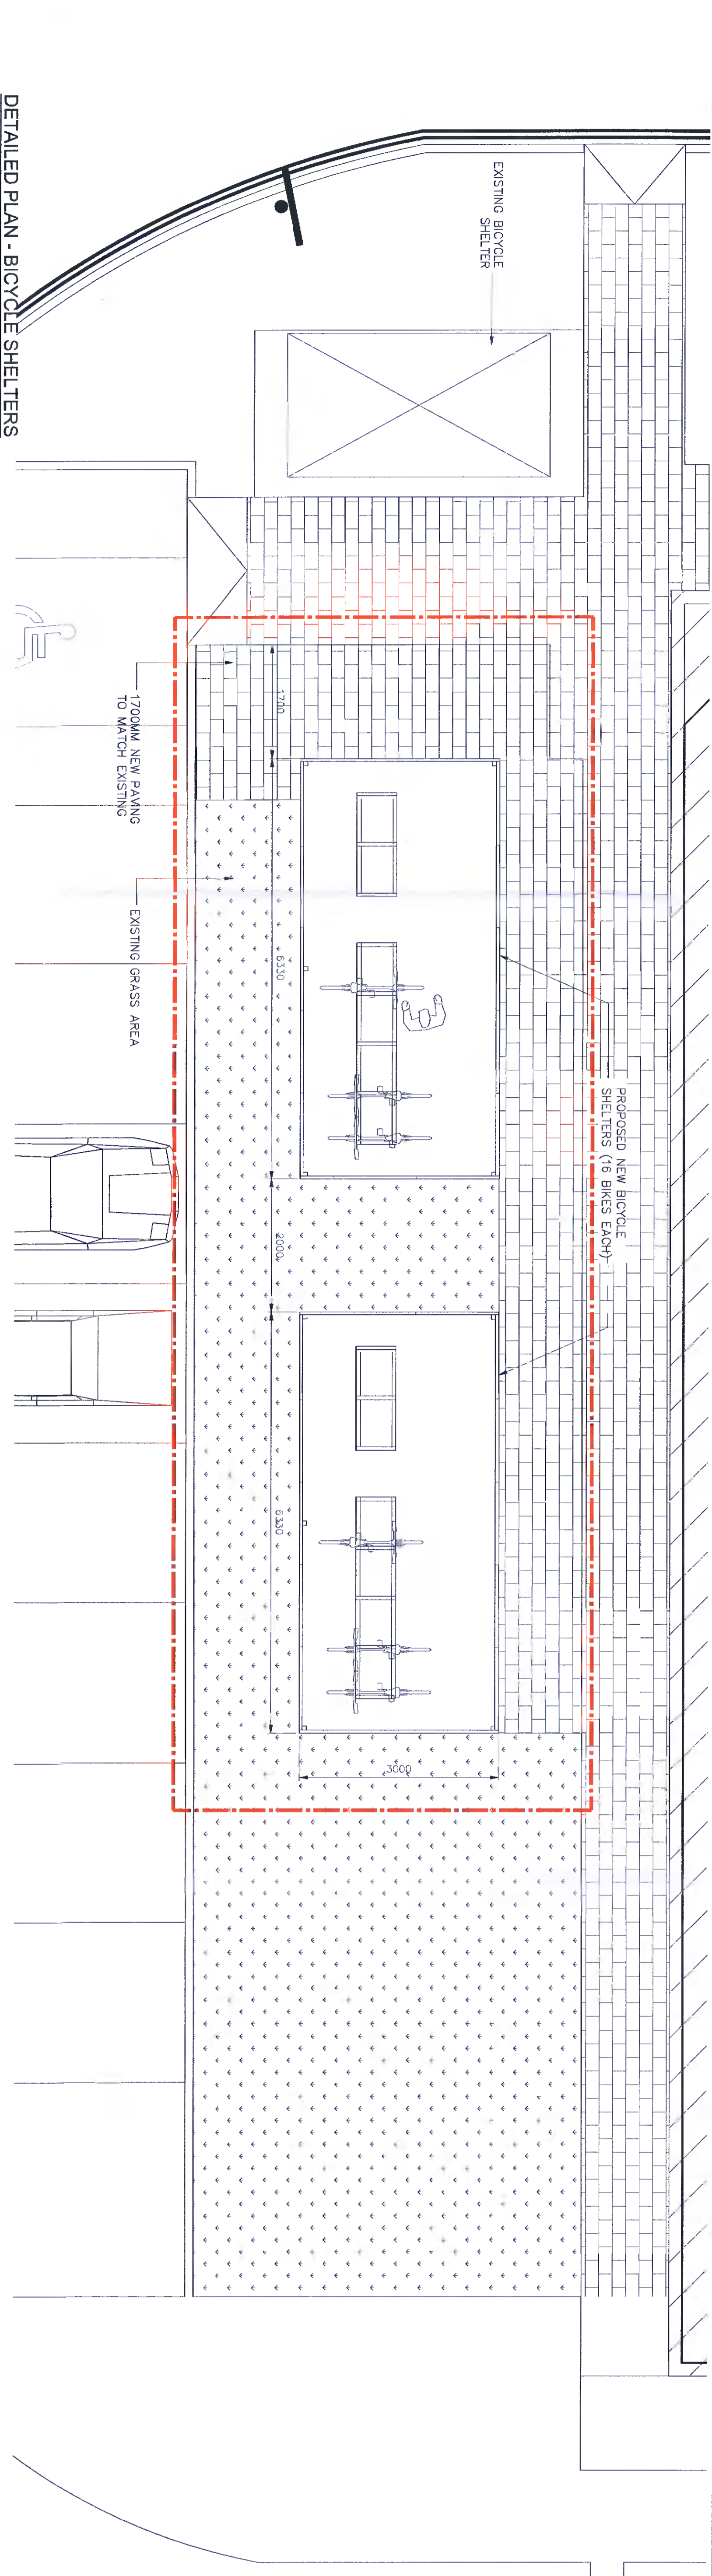 EXISTING BICYCLE
SHELTER
PROPOSED NEW BICYCLE
SHELTERS (16 BIKES EACH)
1700
6330
2000
6330
3000
1700MM NEW PAVING
TO MATCH EXISTING
EXISTING GRASS AREA
DETAILED PLAN - BICYCLE SHELTERS